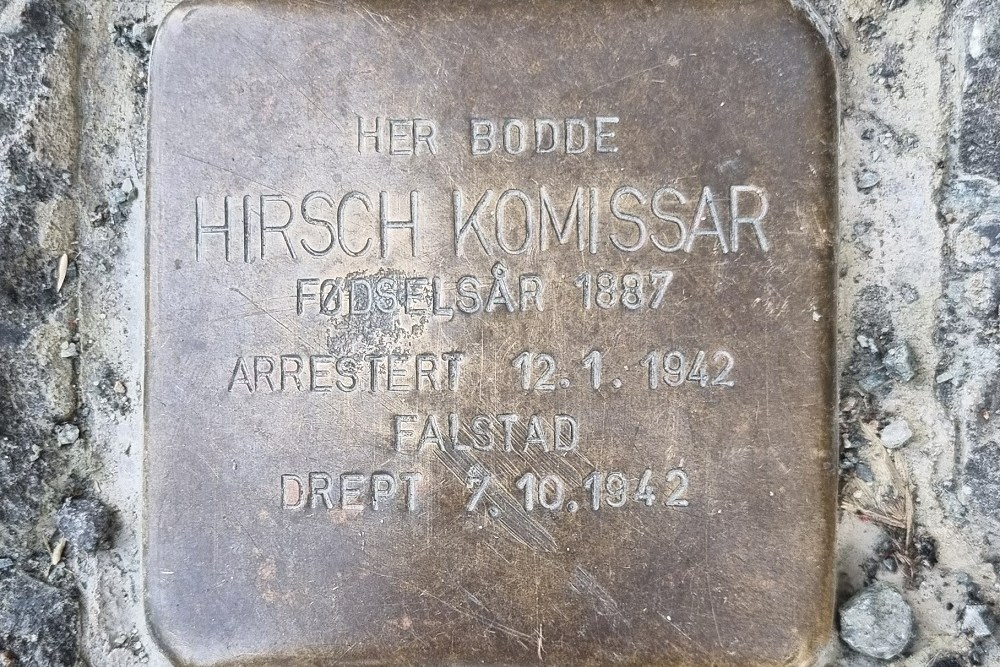 HER BODDE
HIRSCH KOMISSAR
FØDSELSÅR 1887
ARRESTERT 12.1.1942
FALSTAD
DREPT 7.10.1942